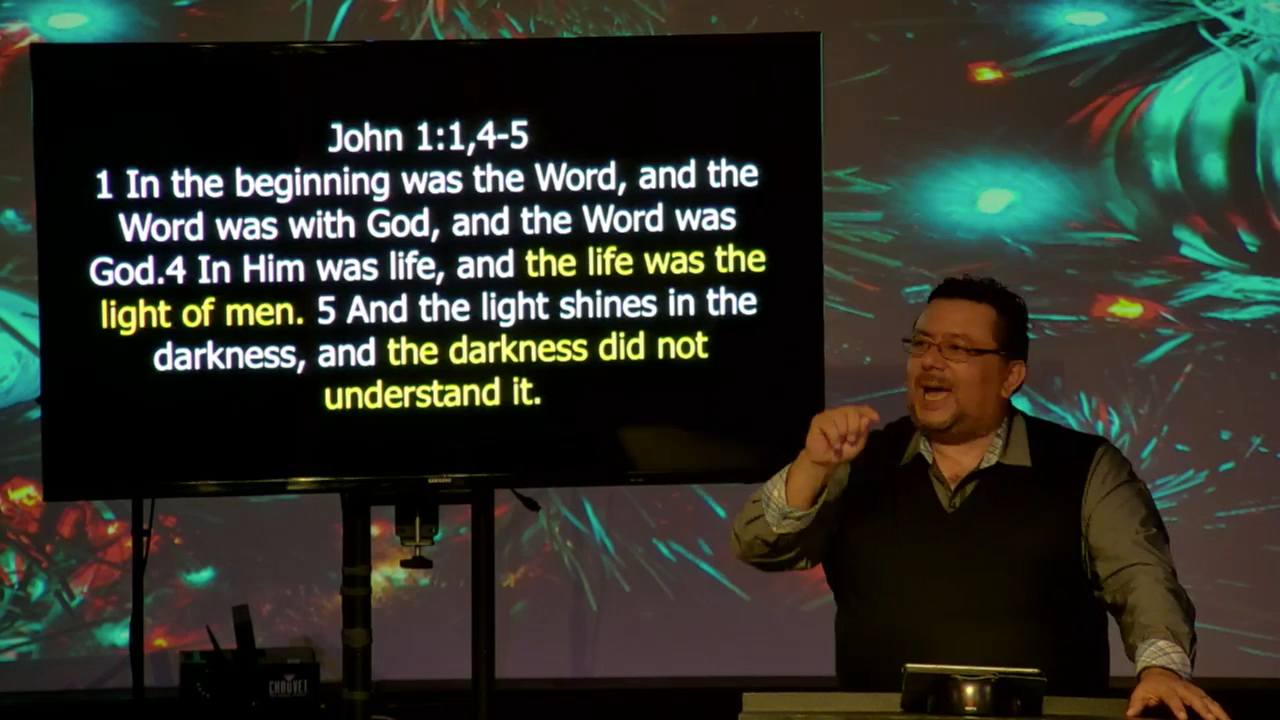 John 1:1,4-5
1 In the beginning was the Word, and the
Word was with God, and the Word was
God.4 In Him was life, and the life was the
light of men. 5 And the light shines in the
darkness, and the darkness did not
understand it.
SAMSUNG
CHAUVET